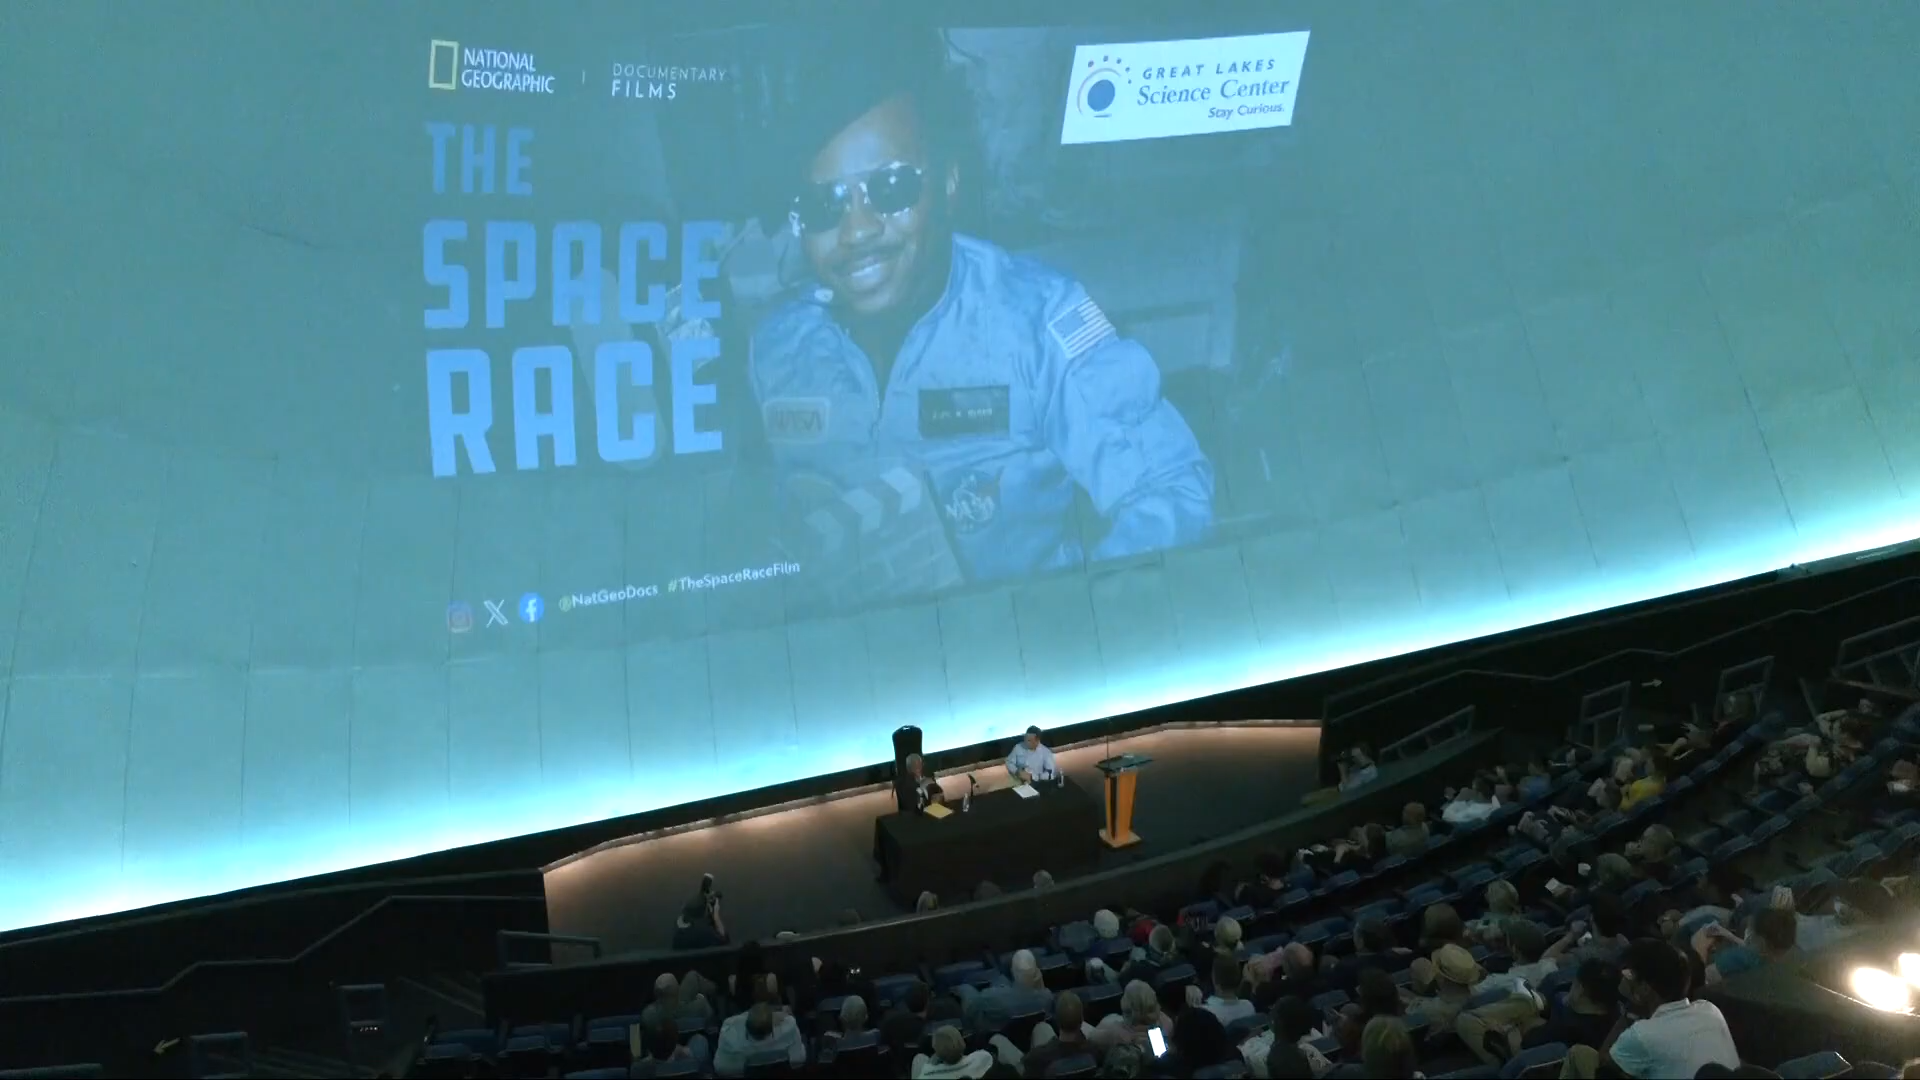 NATIONAL
GEOGRAPHIC
DOCUMENTARY
FILMS
GREAT LAKES
Science Center
Stay Curious.
THE
SPACE
RACE
NASA
NASA
@NatGeoDocs #TheSpaceRaceFilm